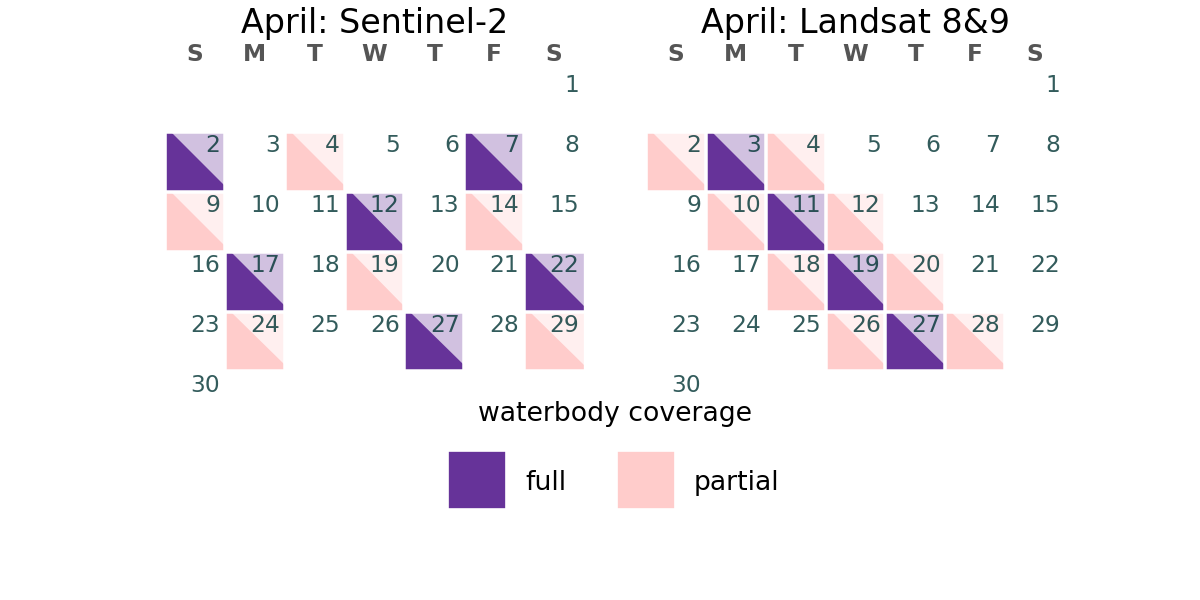 April: Sentinel-2
S M T W T F S
1
2 3 4 5 6 7 8
9 10 11 12 13 14 15
16 17 18 19 20 21 22
23 24 25 26 27 28 29
30
April: Landsat 8&9
S M T W T F S
1
2 3 4 5 6 7 8
9 10 11 12 13 14 15
16 17 18 19 20 21 22
23 24 25 26 27 28 29
30
waterbody coverage
full partial